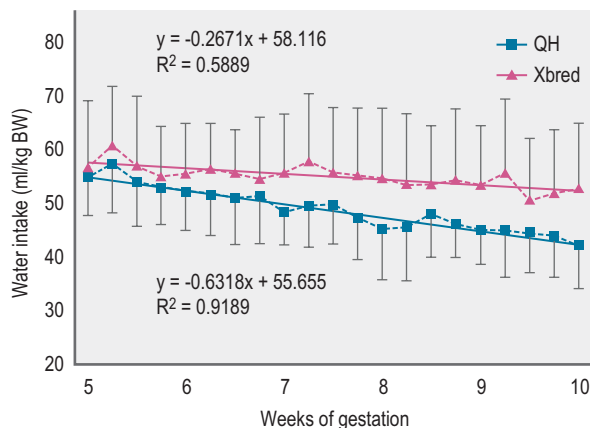 y = -0.2671x + 58.116
R² = 0.5889
QH
Xbred
80
70
60
50
40
30
20
Water intake (ml/kg BW)
y = -0.6318x + 55.655
R² = 0.9189
5 6 7 8 9 10
Weeks of gestation